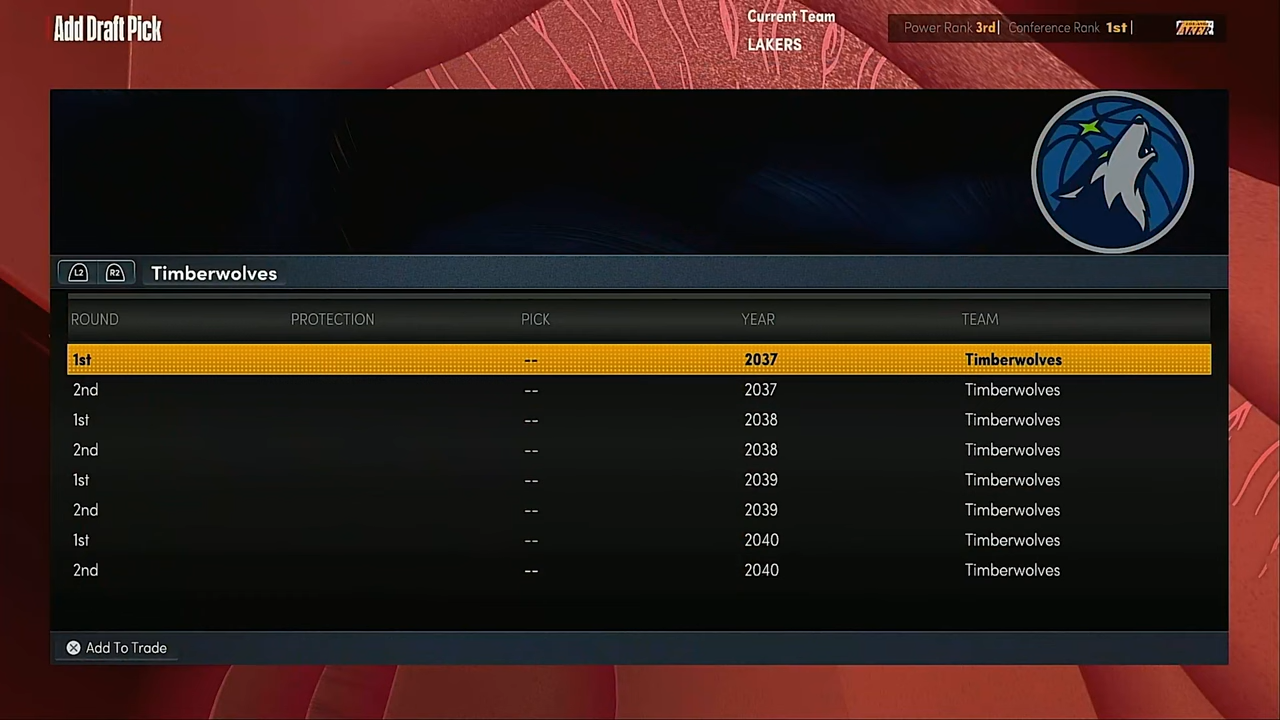 Add Draft Pick
Current Team
LAKERS
Power Rank 3rd| Conference Rank 1st|
L2 R2 Timberwolves
ROUND PROTECTION PICK YEAR TEAM
1st -- 2037 Timberwolves
2nd -- 2037 Timberwolves
1st -- 2038 Timberwolves
2nd -- 2038 Timberwolves
1st -- 2039 Timberwolves
2nd -- 2039 Timberwolves
1st -- 2040 Timberwolves
2nd -- 2040 Timberwolves
Add To Trade